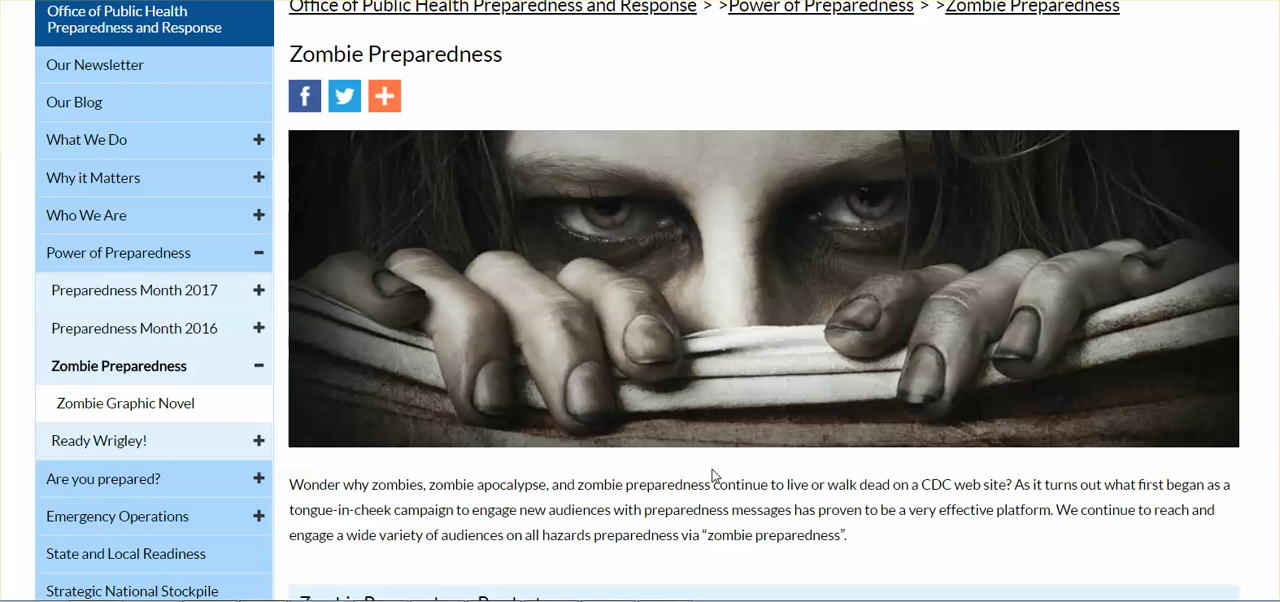 Office of Public Health
Preparedness and Response
Our Newsletter
Our Blog
What We Do
Why it Matters
Who We Are
Power of Preparedness
Preparedness Month 2017
Preparedness Month 2016
Zombie Preparedness
Zombie Graphic Novel
Ready Wrigley!
Are you prepared?
Emergency Operations
State and Local Readiness
Strategic National Stockpile
Office of Public Health Preparedness and Response > >Power of Preparedness > >Zombie Preparedness
Zombie Preparedness
Wonder why zombies, zombie apocalypse, and zombie preparedness continue to live or walk dead on a CDC web site? As it turns out what first began as a
tongue-in-cheek campaign to engage new audiences with preparedness messages has proven to be a very effective platform. We continue to reach and
engage a wide variety of audiences on all hazards preparedness via “zombie preparedness”.